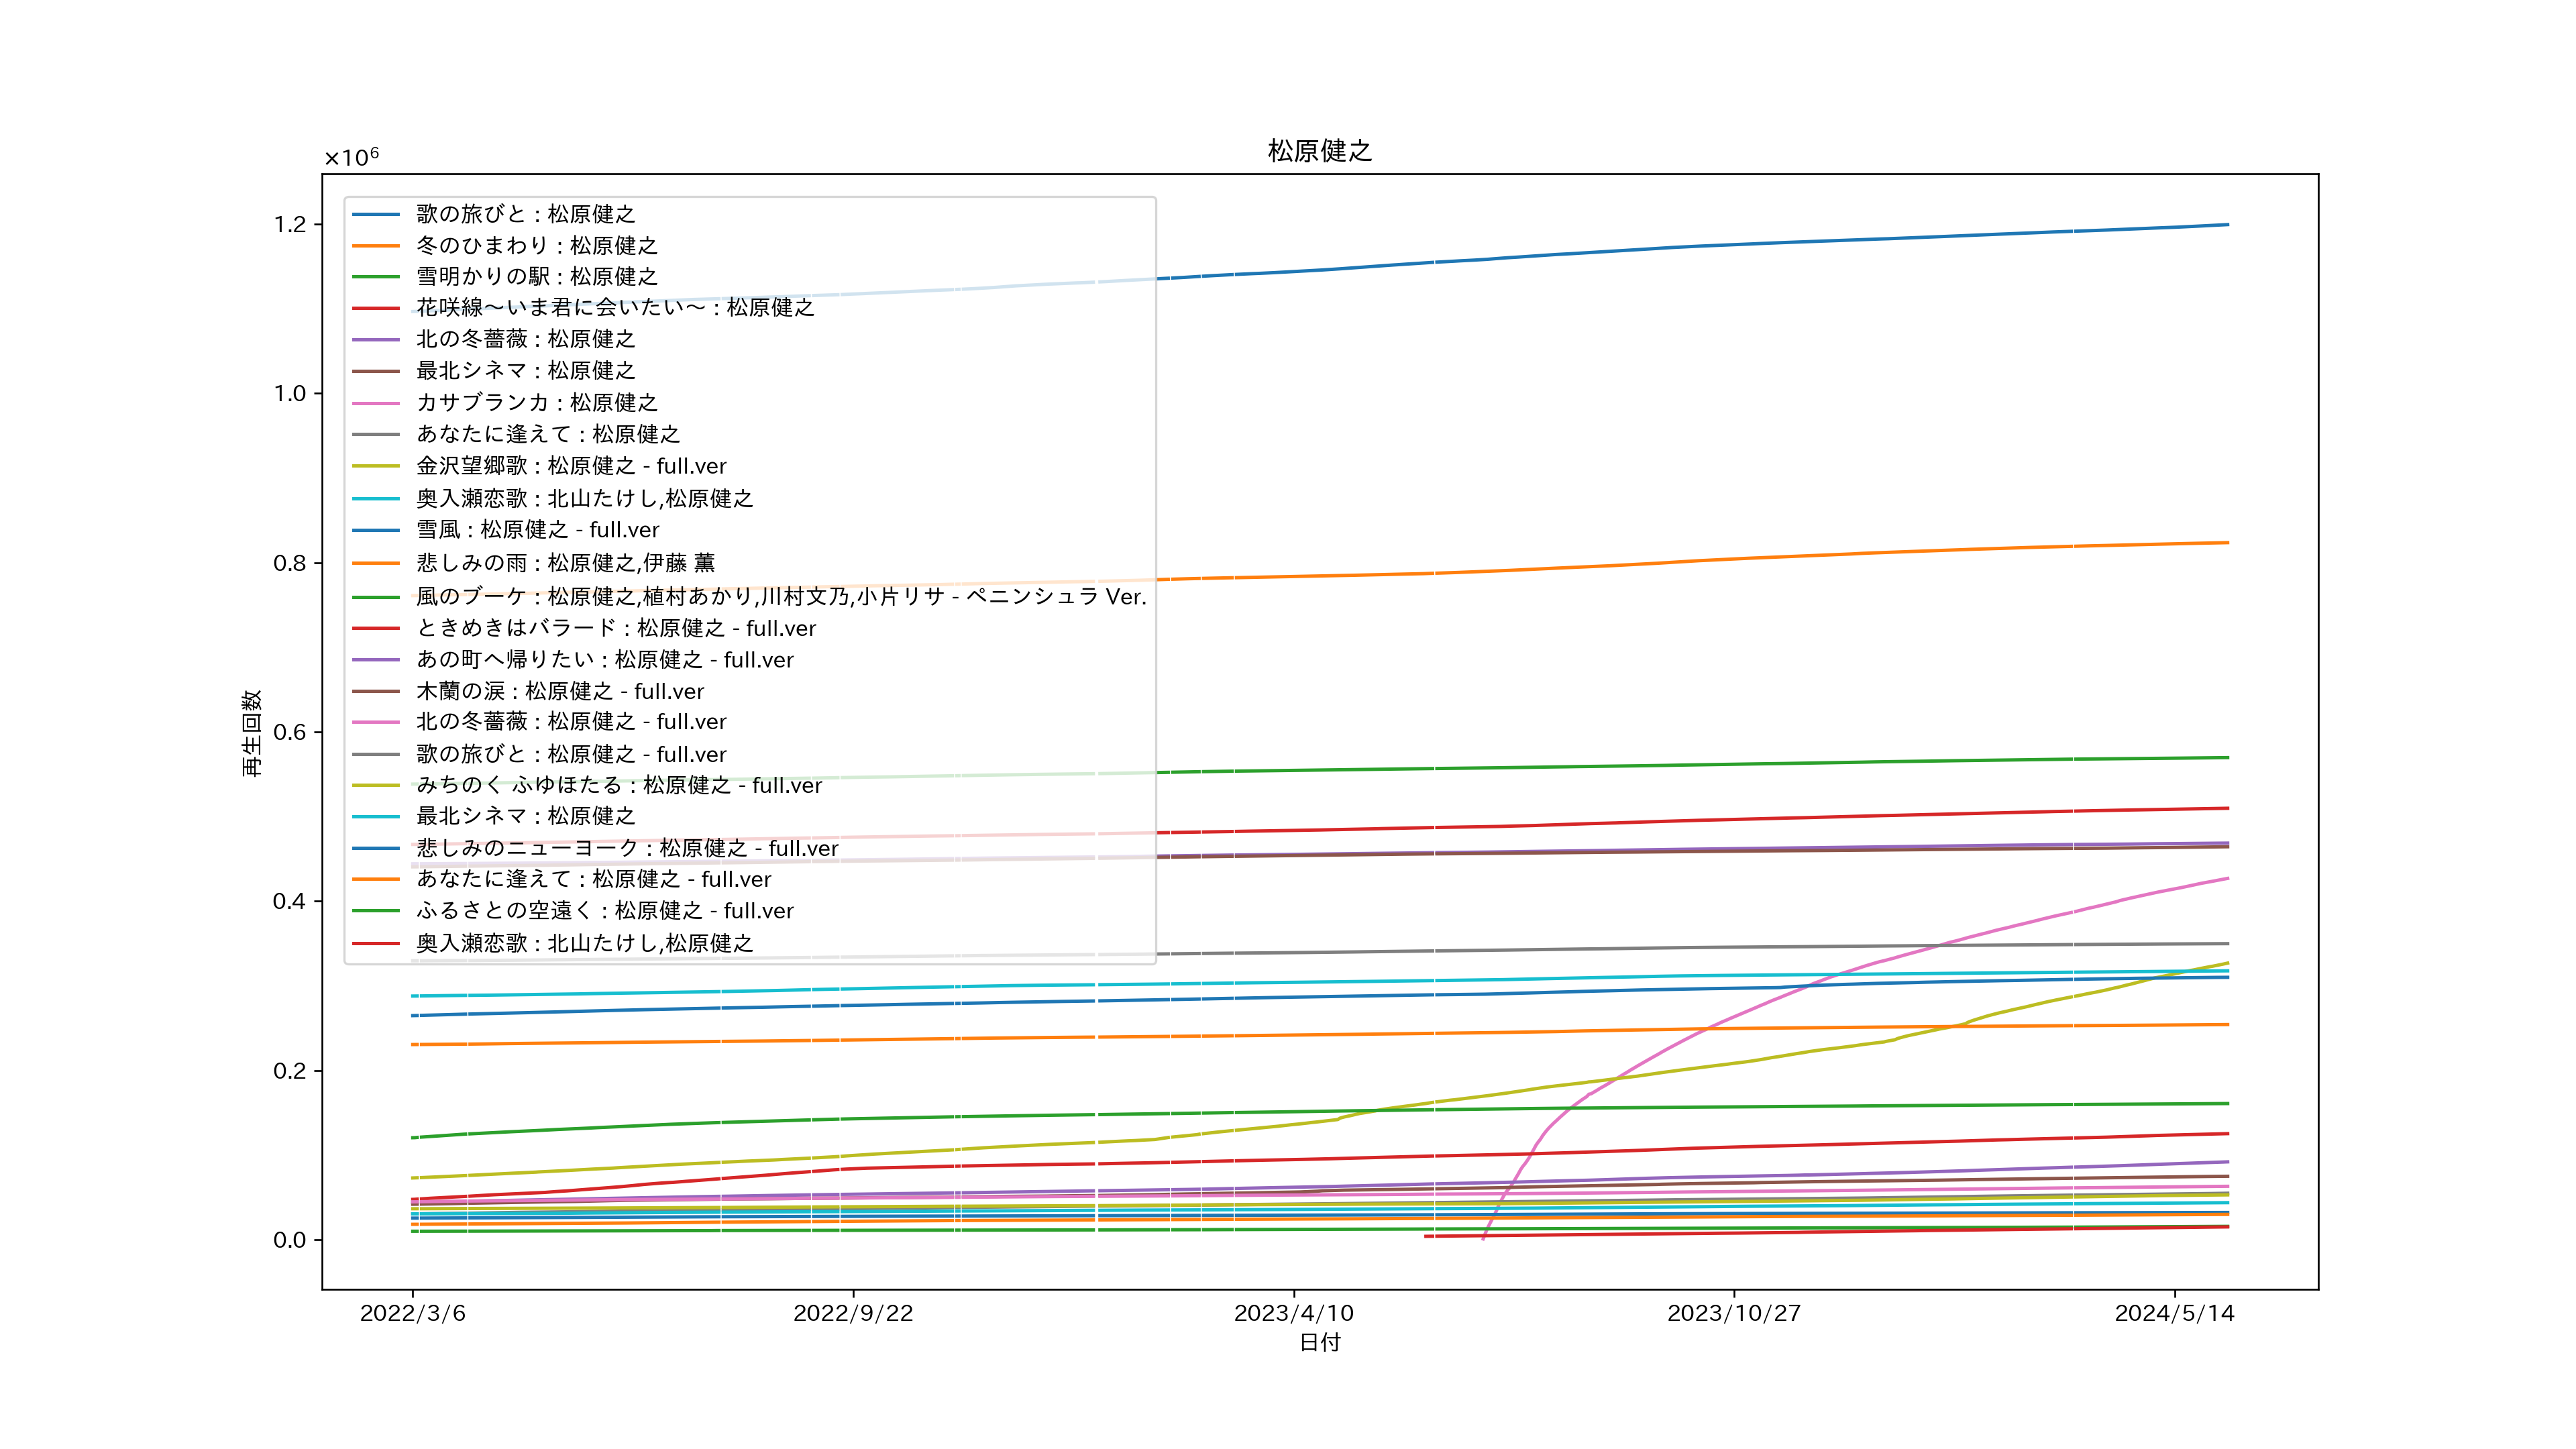 松原健之
×10⁶
1.2
1.0
0.8
0.6
0.4
0.2
0.0
再生回数
歌の旅びと : 松原健之
冬のひまわり : 松原健之
雪明かりの駅 : 松原健之
花咲線～いま君に会いたい～ : 松原健之
北の冬薔薇 : 松原健之
最北シネマ : 松原健之
カサブランカ : 松原健之
あなたに逢えて : 松原健之
金沢望郷歌 : 松原健之 - full.ver
奥入瀬恋歌 : 北山たけし,松原健之
雪風 : 松原健之 - full.ver
悲しみの雨 : 松原健之,伊藤 薫
風のブーケ : 松原健之,植村あかり,川村文乃,小片リサ - ペニンシュラ Ver.
ときめきはバラード : 松原健之 - full.ver
あの町へ帰りたい : 松原健之 - full.ver
木蘭の涙 : 松原健之 - full.ver
北の冬薔薇 : 松原健之 - full.ver
歌の旅びと : 松原健之 - full.ver
みちのく ふゆほたる : 松原健之 - full.ver
最北シネマ : 松原健之
悲しみのニューヨーク : 松原健之 - full.ver
あなたに逢えて : 松原健之 - full.ver
ふるさとの空遠く : 松原健之 - full.ver
奥入瀬恋歌 : 北山たけし,松原健之
2022/3/6
2022/9/22
2023/4/10
2023/10/27
2024/5/14
日付